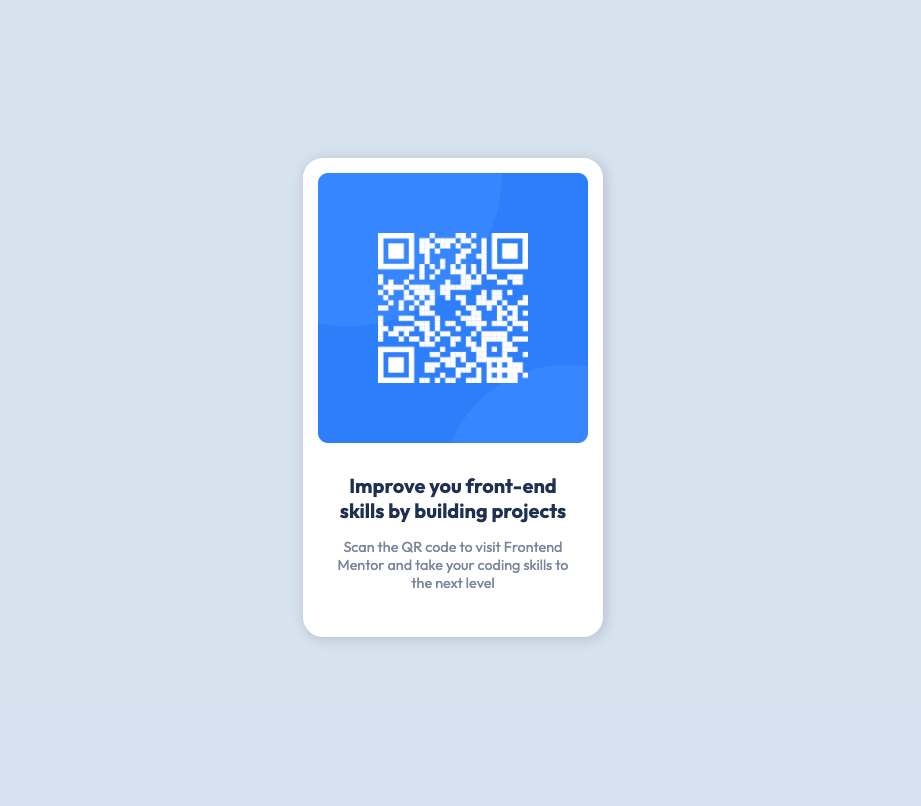 Improve you front-end
skills by building projects
Scan the QR code to visit Frontend
Mentor and take your coding skills to
the next level